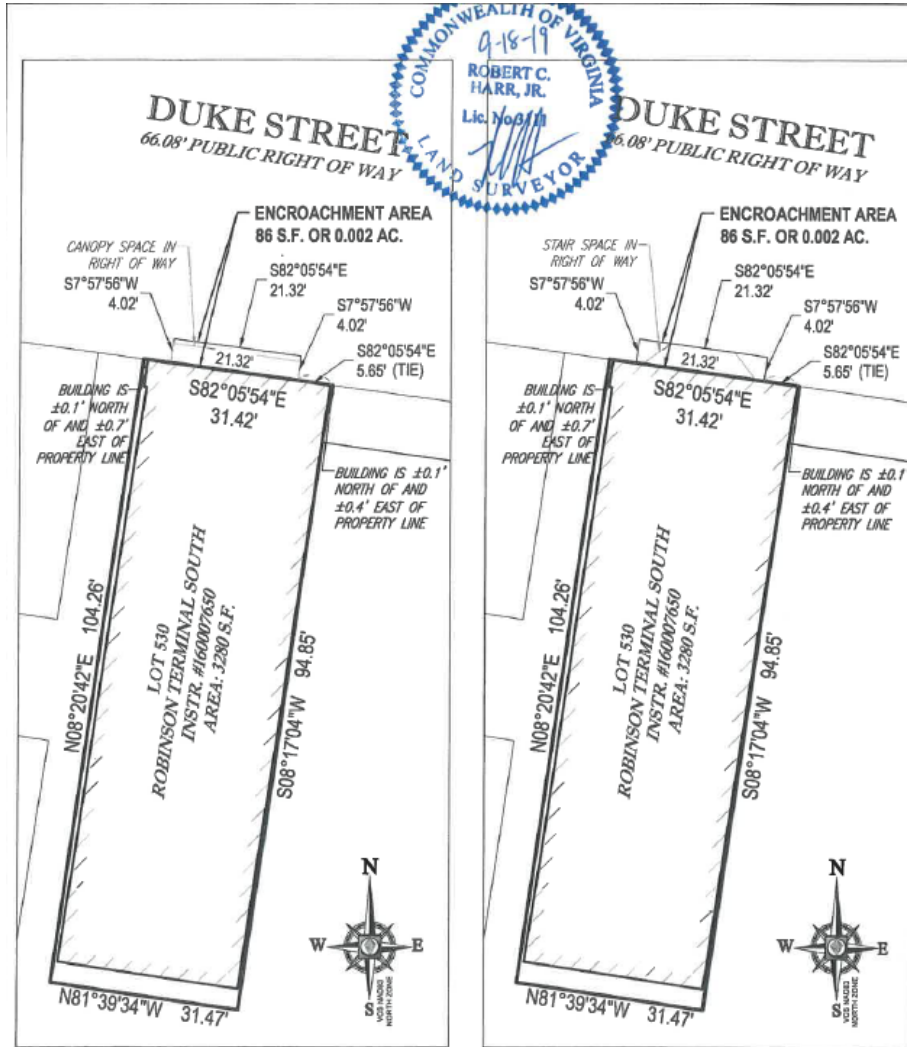 COMMONWEALTH OF VIRGINIA
9-18-19
ROBERT C.
HARR, JR.
Lic. No.3111
LAND SURVEYOR
DUKE STREET
66.08' PUBLIC RIGHT OF WAY
ENCROACHMENT AREA
86 S.F. OR 0.002 AC.
CANOPY SPACE IN
RIGHT OF WAY
S82°05'54"E
21.32'
S7°57'56"W
4.02'
S7°57'56"W
4.02'
S82°05'54"E
5.65' (TIE)
21.32'
S82°05'54"E
31.42'
BUILDING IS
±0.1' NORTH
OF AND ±0.7'
EAST OF
PROPERTY LINE
BUILDING IS ±0.1'
NORTH OF AND
±0.4' EAST OF
PROPERTY LINE
LOT 530
ROBINSON TERMINAL SOUTH
INSTR. #160007650
AREA: 3280 S.F.
N08°20'42"E 104.26'
S08°17'04"W 94.85'
N81°39'34"W 31.47'
N
W E
S
VCS NAD83
NORTH ZONE
DUKE STREET
66.08' PUBLIC RIGHT OF WAY
ENCROACHMENT AREA
86 S.F. OR 0.002 AC.
STAIR SPACE IN
RIGHT OF WAY
S82°05'54"E
21.32'
S7°57'56"W
4.02'
S7°57'56"W
4.02'
S82°05'54"E
5.65' (TIE)
21.32'
S82°05'54"E
31.42'
BUILDING IS
±0.1' NORTH
OF AND ±0.7'
EAST OF
PROPERTY LINE
BUILDING IS ±0.1
NORTH OF AND
±0.4' EAST OF
PROPERTY LINE
LOT 530
ROBINSON TERMINAL SOUTH
INSTR. #160007650
AREA: 3280 S.F.
N08°20'42"E 104.26'
S08°17'04"W 94.85'
N81°39'34"W 31.47'
N
W E
S
VCS NAD83
NORTH ZONE